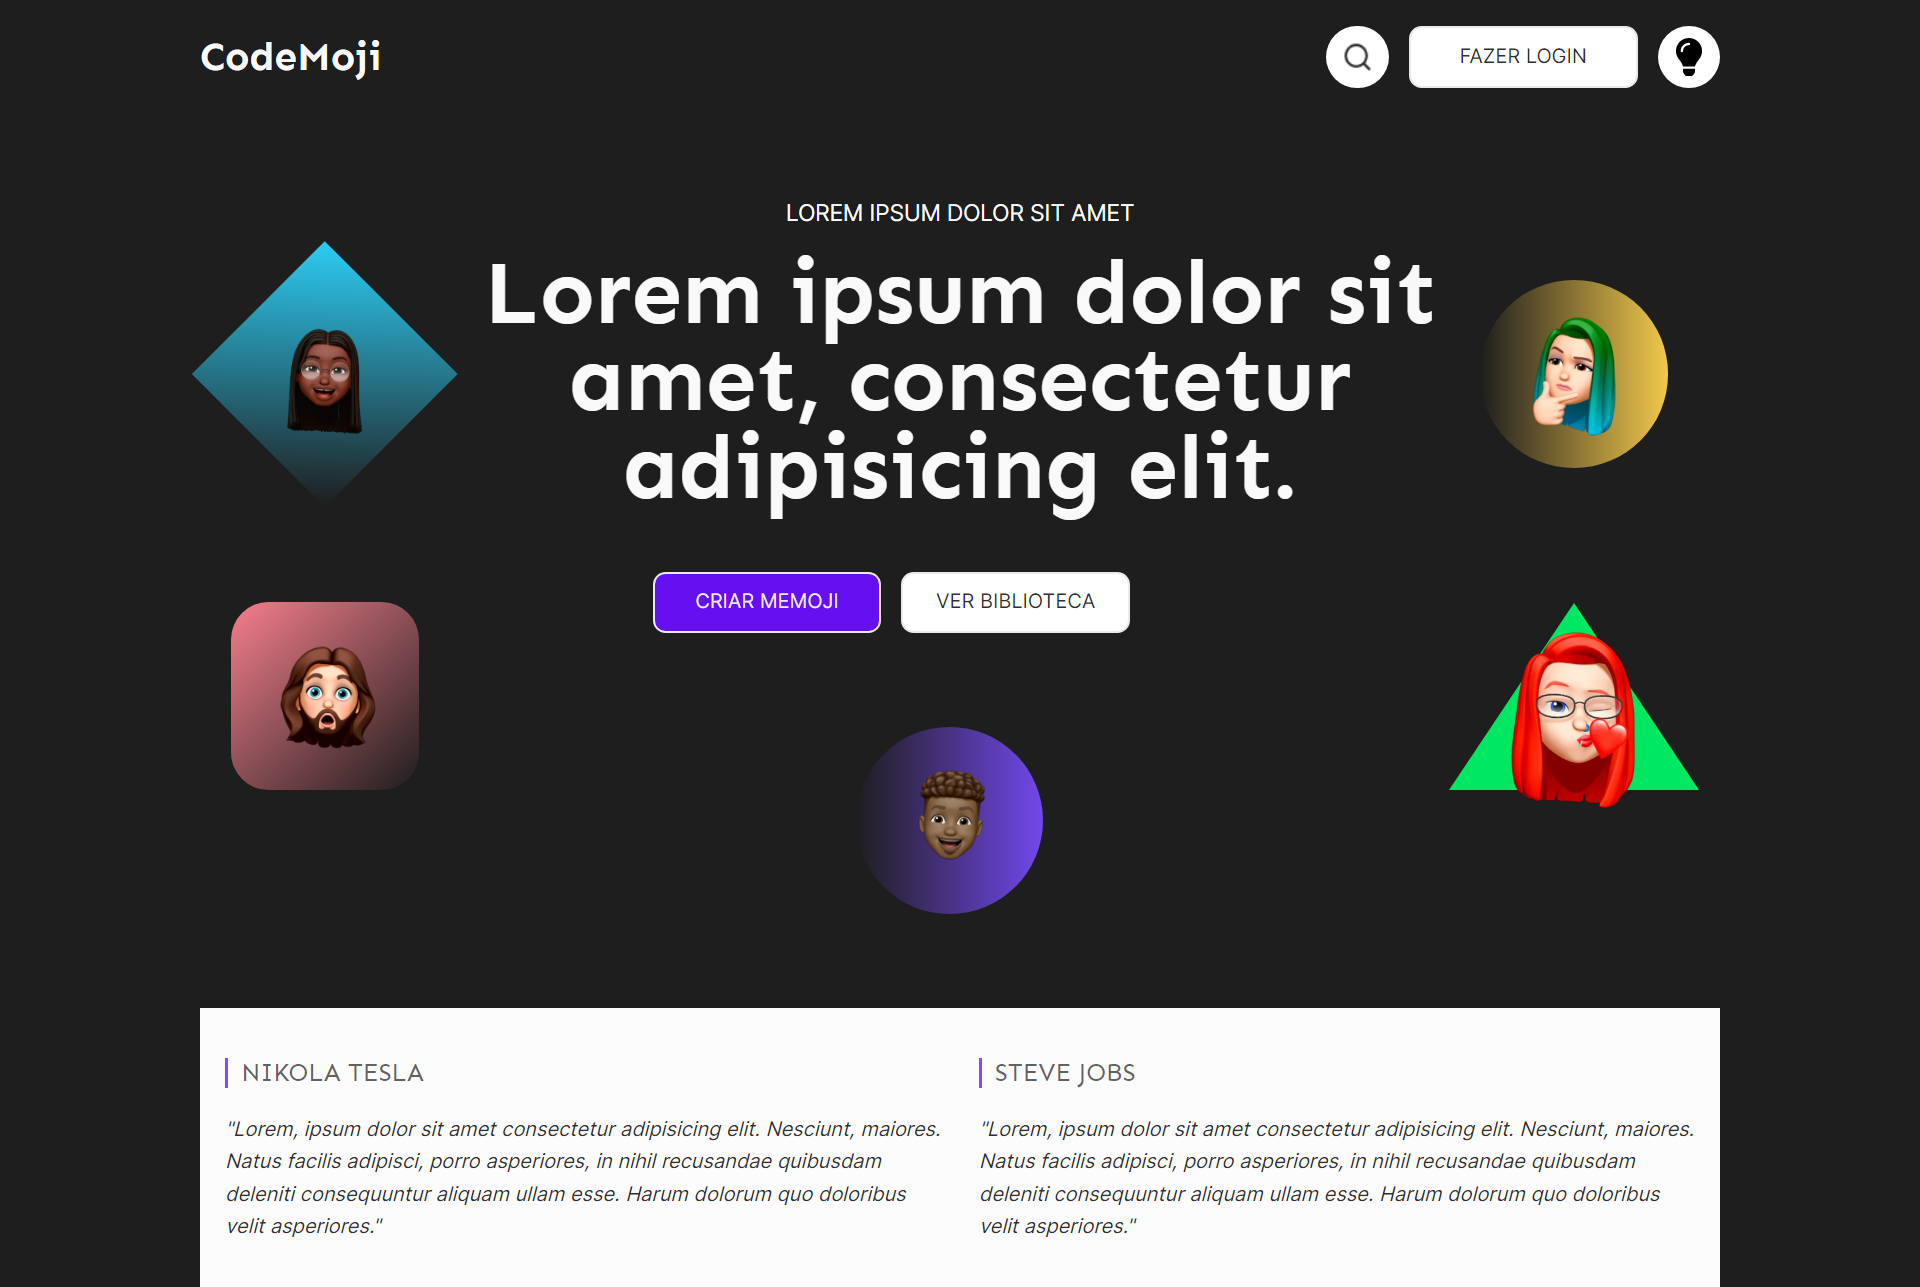 CodeMoji
FAZER LOGIN
LOREM IPSUM DOLOR SIT AMET
Lorem ipsum dolor sit
amet, consectetur
adipisicing elit.
CRIAR MEMOJI
VER BIBLIOTECA
NIKOLA TESLA
"Lorem, ipsum dolor sit amet consectetur adipisicing elit. Nesciunt, maiores.
Natus facilis adipisci, porro asperiores, in nihil recusandae quibusdam
deleniti consequuntur aliquam ullam esse. Harum dolorum quo doloribus
velit asperiores."
STEVE JOBS
"Lorem, ipsum dolor sit amet consectetur adipisicing elit. Nesciunt, maiores.
Natus facilis adipisci, porro asperiores, in nihil recusandae quibusdam
deleniti consequuntur aliquam ullam esse. Harum dolorum quo doloribus
velit asperiores."